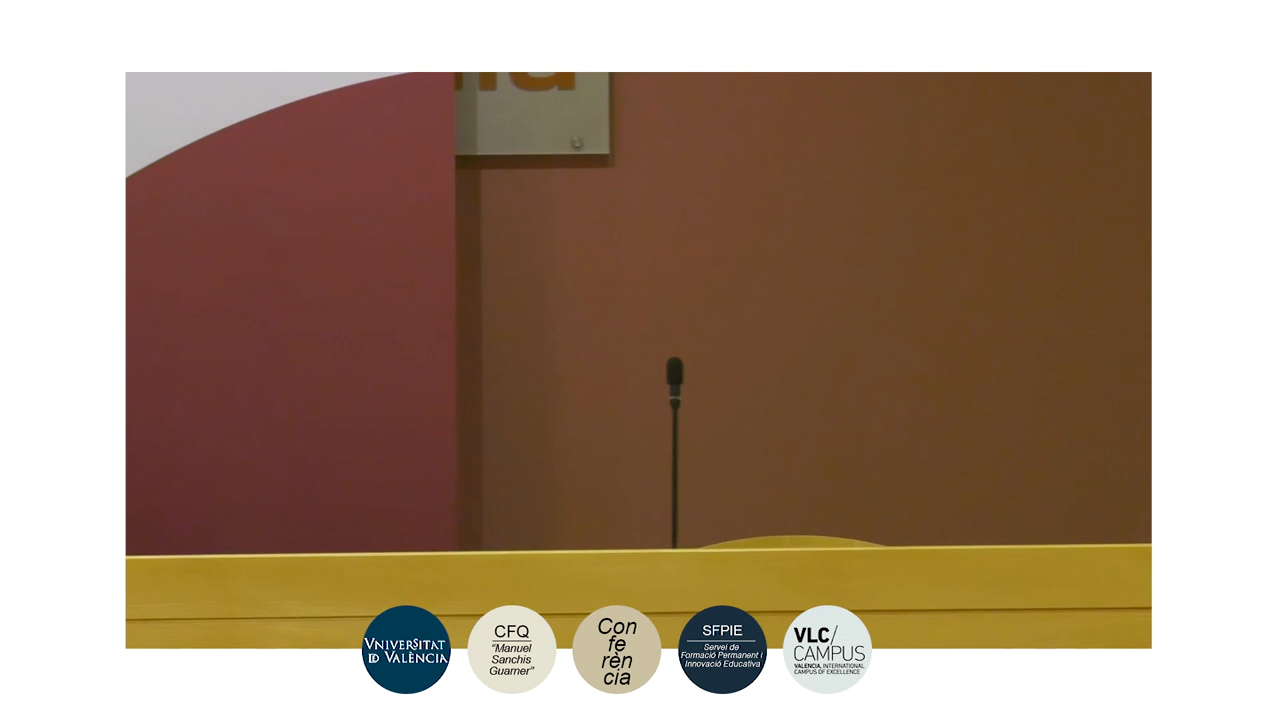 VNIVERSITAT
ID VALÈNCIA
CFQ
"Manuel
Sanchis
Guarner"
Con
fe
rèn
cia
SFPIE
Servei de
Formació Permanent i
Innovació Educativa
VLC/
CAMPUS
VALENCIA, INTERNATIONAL
CAMPUS OF EXCELLENCE